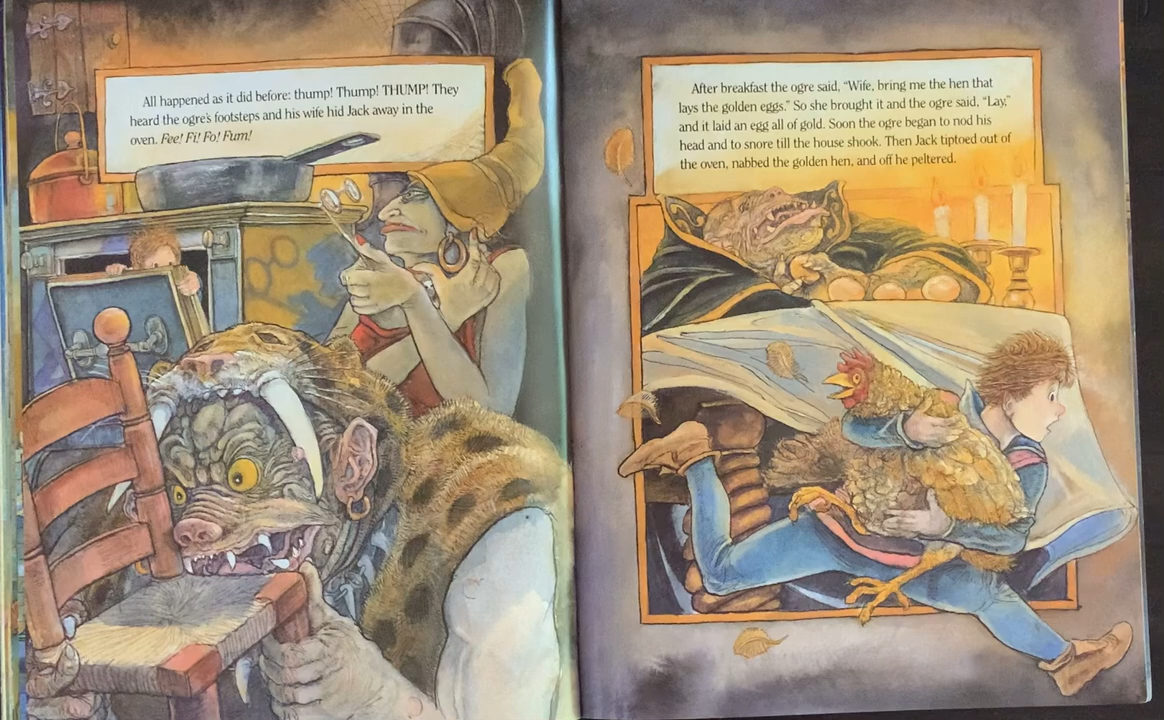 All happened as it did before: thump! Thump! THUMP! They
heard the ogre's footsteps and his wife hid Jack away in the
oven. Fee! Fi! Fo! Fum!
After breakfast the ogre said, “Wife, bring me the hen that
lays the golden eggs.” So she brought it and the ogre said, “Lay,”
and it laid an egg all of gold. Soon the ogre began to nod his
head and to snore till the house shook. Then Jack tiptoed out of
the oven, nabbed the golden hen, and off he peltered.